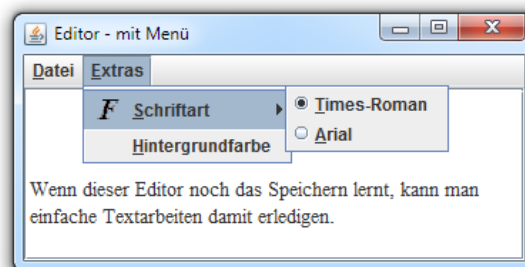 Editor - mit Menü
Datei Extras
F Schriftart Times-Roman
Arial
Hintergrundfarbe
Wenn dieser Editor noch das Speichern lernt, kann man
einfache Textarbeiten damit erledigen.